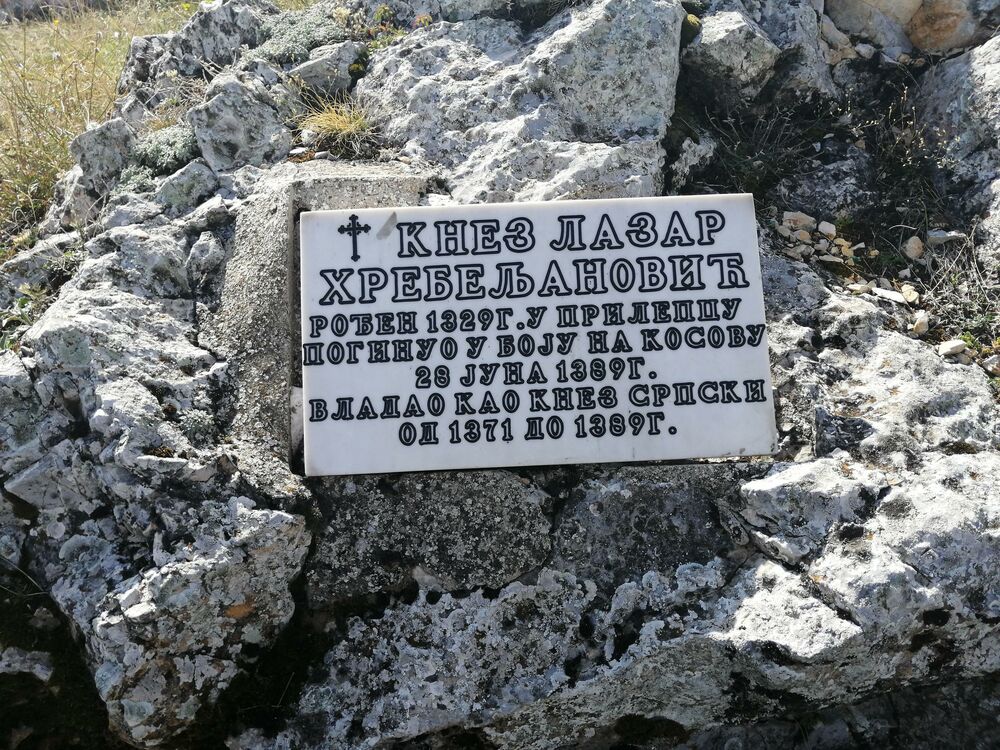 КНЕЗ ЛАЗАР
ХРЕБЕЉАНОВИЋ
РОЂЕН 1329Г. У ПРИЛЕПЦУ
ПОГИНУО У БОЈУ НА КОСОВУ
28 ЈУНА 1389Г.
ВЛАДАО КАО КНЕЗ СРПСКИ
ОД 1371 ДО 1389Г.